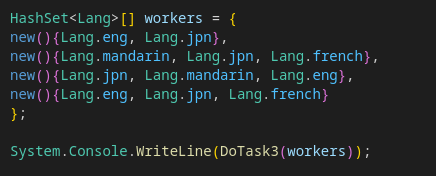 HashSet<Lang>[] workers = {
new(){Lang.eng, Lang.jpn},
new(){Lang.mandarin, Lang.jpn, Lang.french},
new(){Lang.jpn, Lang.mandarin, Lang.eng},
new(){Lang.eng, Lang.jpn, Lang.french}
};
System.Console.WriteLine(DoTask3(workers));